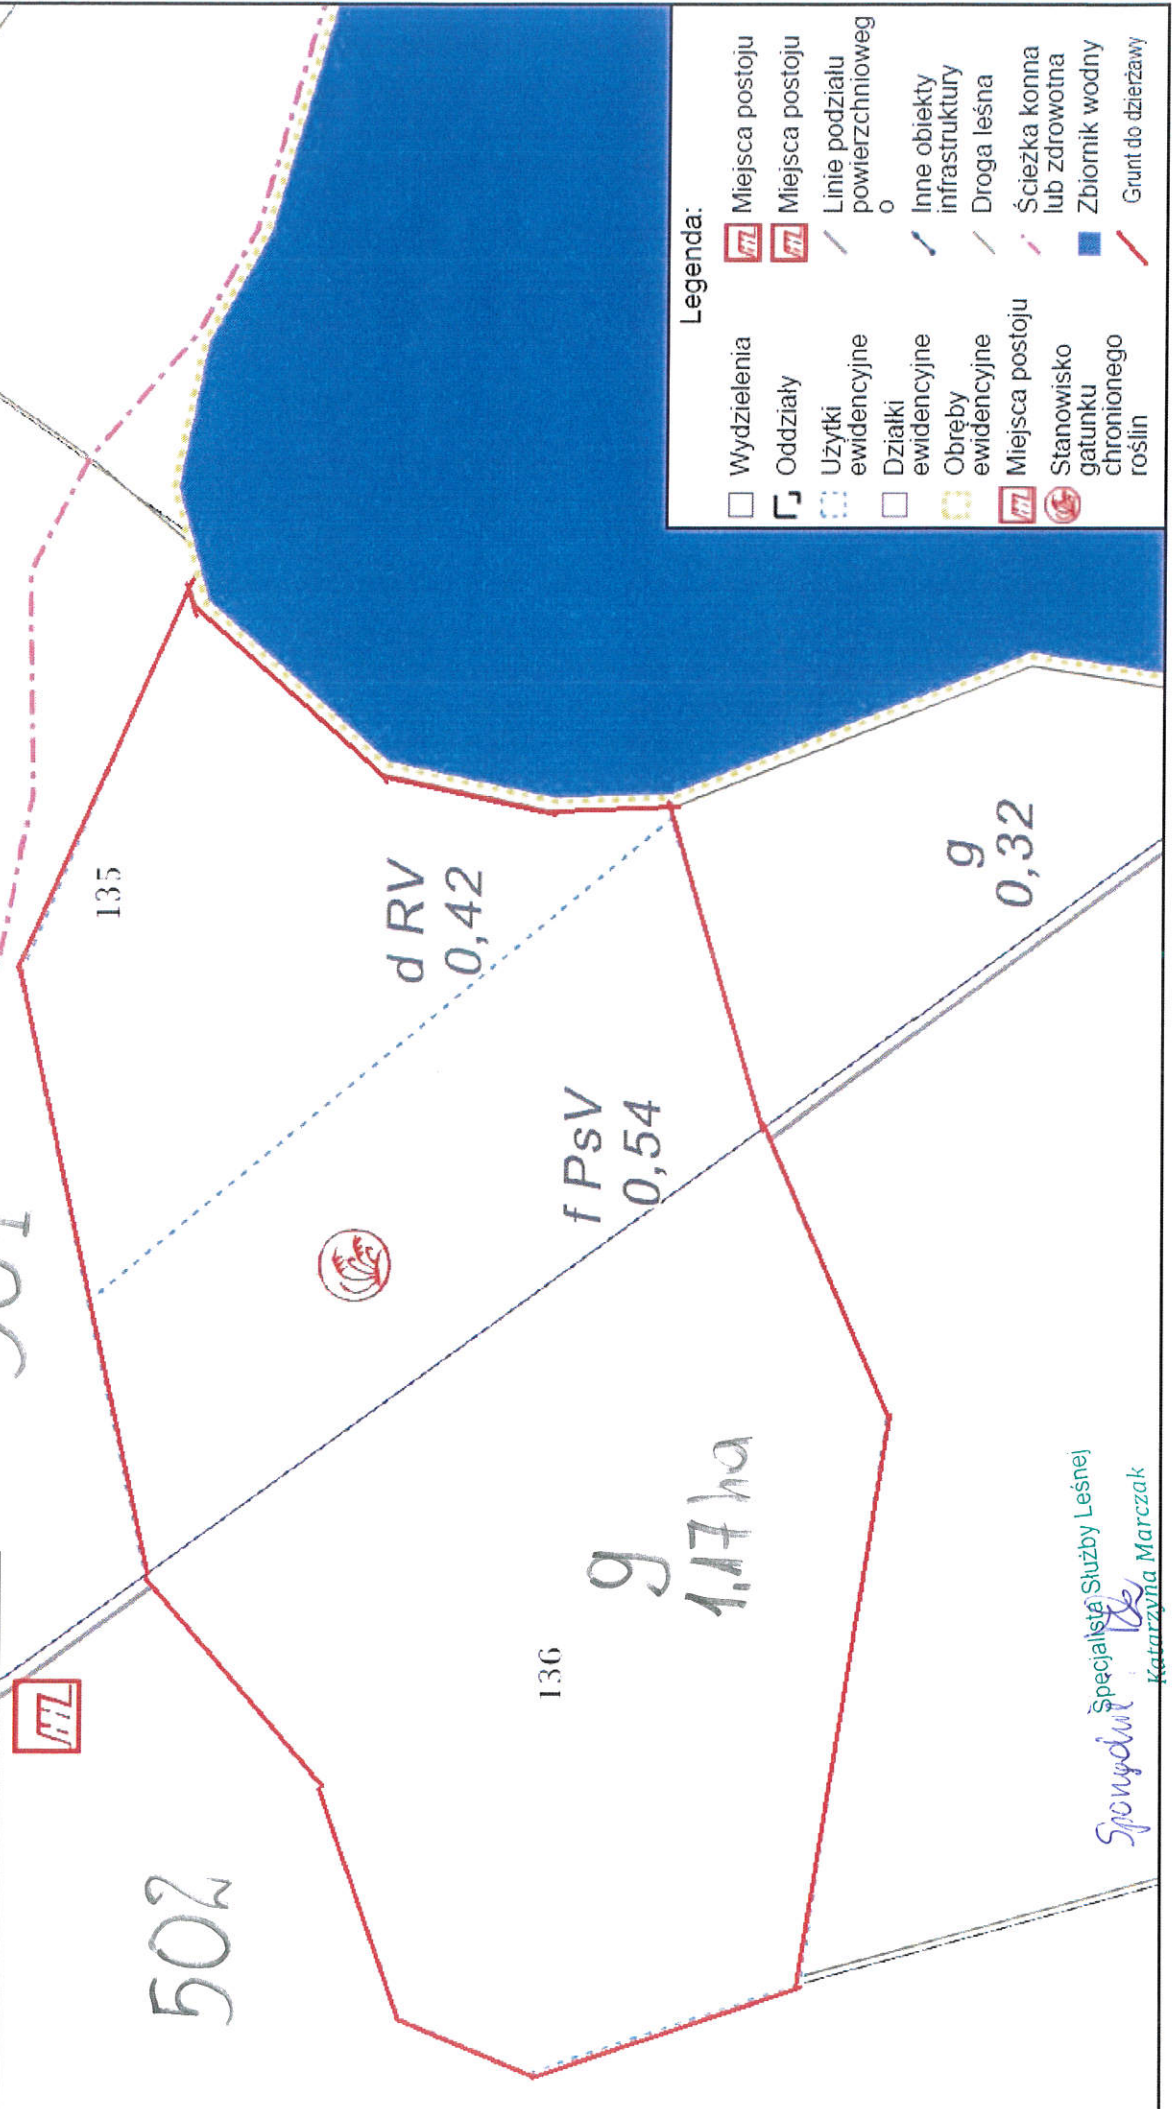 135
d RV
0,42
f PsV
0,54
g
0,32
g
1.17 ha
136
502
Legenda:
Wydzielenia
Oddziały
Użytki
ewidencyjne
Działki
ewidencyjne
Obręby
ewidencyjne
Miejsca postoju
Stanowisko
gatunku
chronionego
roślin
Miejsca postoju
Miejsca postoju
Linie podziału
powierzchnioweg
o
Inne obiekty
infrastruktury
Droga leśna
Ścieżka konna
lub zdrowotna
Zbiornik wodny
Grunt do dzierżawy
Specjalista Służby Leśnej
Katarzyna Marczak